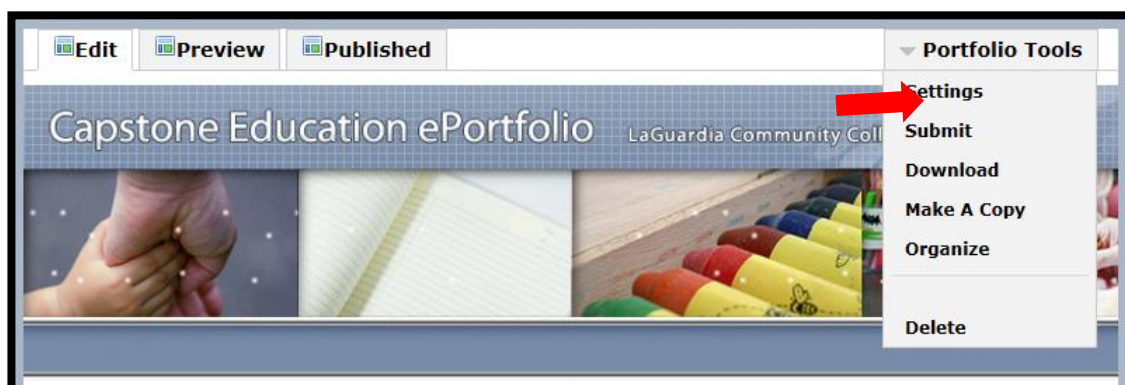 Edit Preview Published Portfolio Tools
Settings
Capstone Education ePortfolio LaGuardia Community Coll
Submit
Download
Make A Copy
Organize
Delete